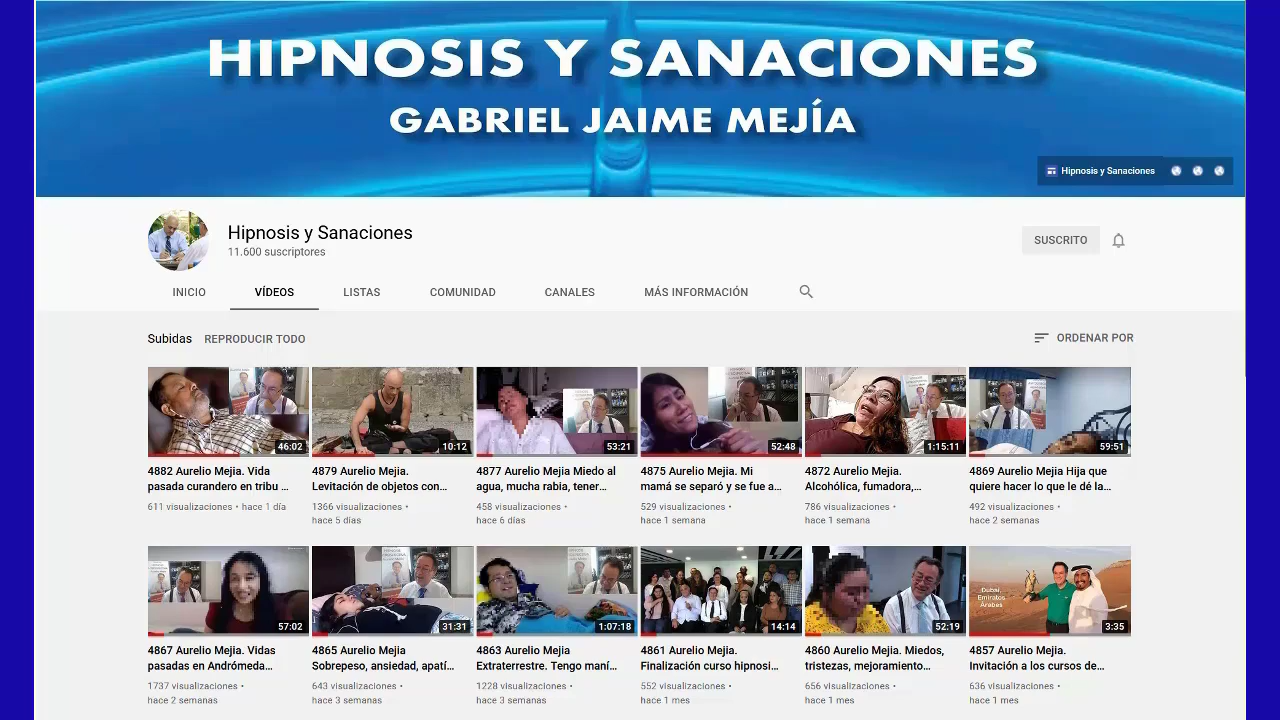 HIPNOSIS Y SANACIONES
GABRIEL JAIME MEJÍA
Hipnosis y Sanaciones
Hipnosis y Sanaciones
11.600 suscriptores
SUSCRITO
INICIO VÍDEOS LISTAS COMUNIDAD CANALES MÁS INFORMACIÓN
Subidas REPRODUCIR TODO
ORDENAR POR
46:02
4882 Aurelio Mejia. Vida
pasada curandero en tribu ...
611 visualizaciones • hace 1 día
10:12
4879 Aurelio Mejia.
Levitación de objetos con...
1366 visualizaciones •
hace 5 días
53:21
4877 Aurelio Mejia Miedo al
agua, mucha rabia, tener...
458 visualizaciones •
hace 6 días
52:48
4875 Aurelio Mejia. Mi
mamá se separó y se fue a...
529 visualizaciones •
hace 1 semana
1:15:11
4872 Aurelio Mejia.
Alcohólica, fumadora,...
786 visualizaciones •
hace 1 semana
59:51
4869 Aurelio Mejia Hija que
quiere hacer lo que le dé la...
492 visualizaciones •
hace 2 semanas
57:02
4867 Aurelio Mejia. Vidas
pasadas en Andrómeda...
1737 visualizaciones •
hace 2 semanas
31:31
4865 Aurelio Mejia.
Sobrepeso, ansiedad, apatí...
643 visualizaciones •
hace 3 semanas
1:07:18
4863 Aurelio Mejia
Extraterrestre. Tengo maní...
1228 visualizaciones •
hace 3 semanas
14:14
4861 Aurelio Mejia.
Finalización curso hipnosi...
552 visualizaciones •
hace 1 mes
52:19
4860 Aurelio Mejia. Miedos,
tristezas, mejoramiento...
656 visualizaciones •
hace 1 mes
Dubai,
Emiratos
Arabes
3:35
4857 Aurelio Mejia.
Invitación a los cursos de...
636 visualizaciones •
hace 1 mes